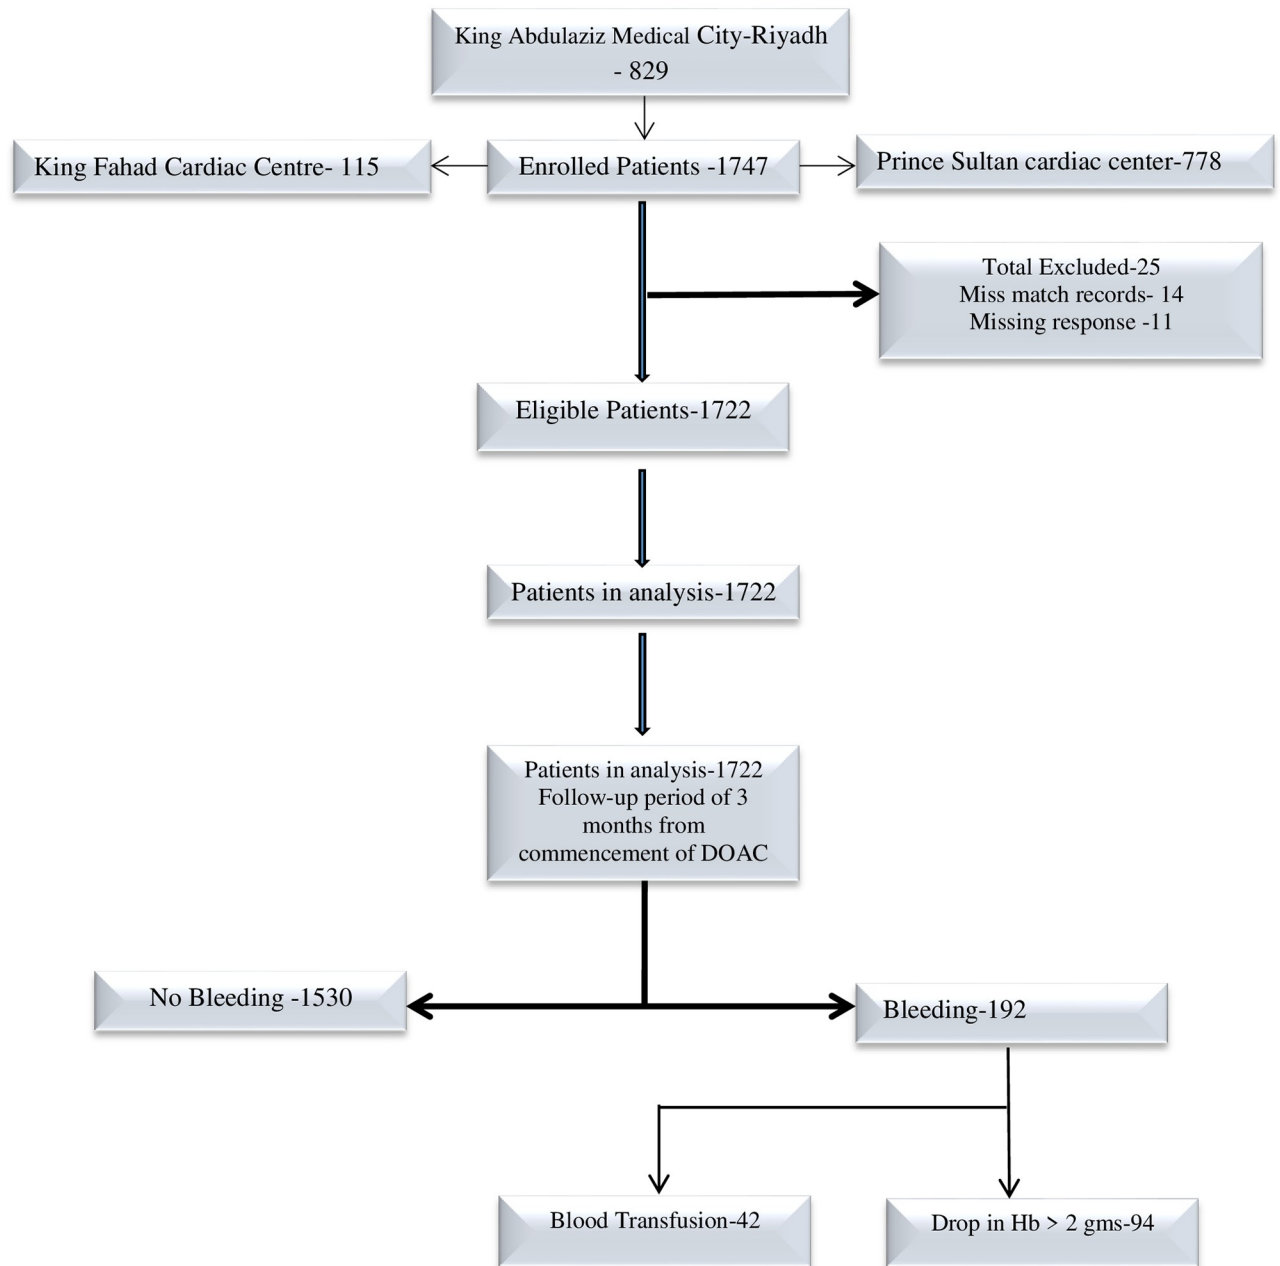 King Abdulaziz Medical City-Riyadh
- 829
King Fahad Cardiac Centre- 115
Enrolled Patients -1747
Prince Sultan cardiac center-778
Total Excluded-25
Miss match records- 14
Missing response -11
Eligible Patients-1722
Patients in analysis-1722
Patients in analysis-1722
Follow-up period of 3
months from
commencement of DOAC
No Bleeding -1530
Bleeding-192
Blood Transfusion-42
Drop in Hb > 2 gms-94